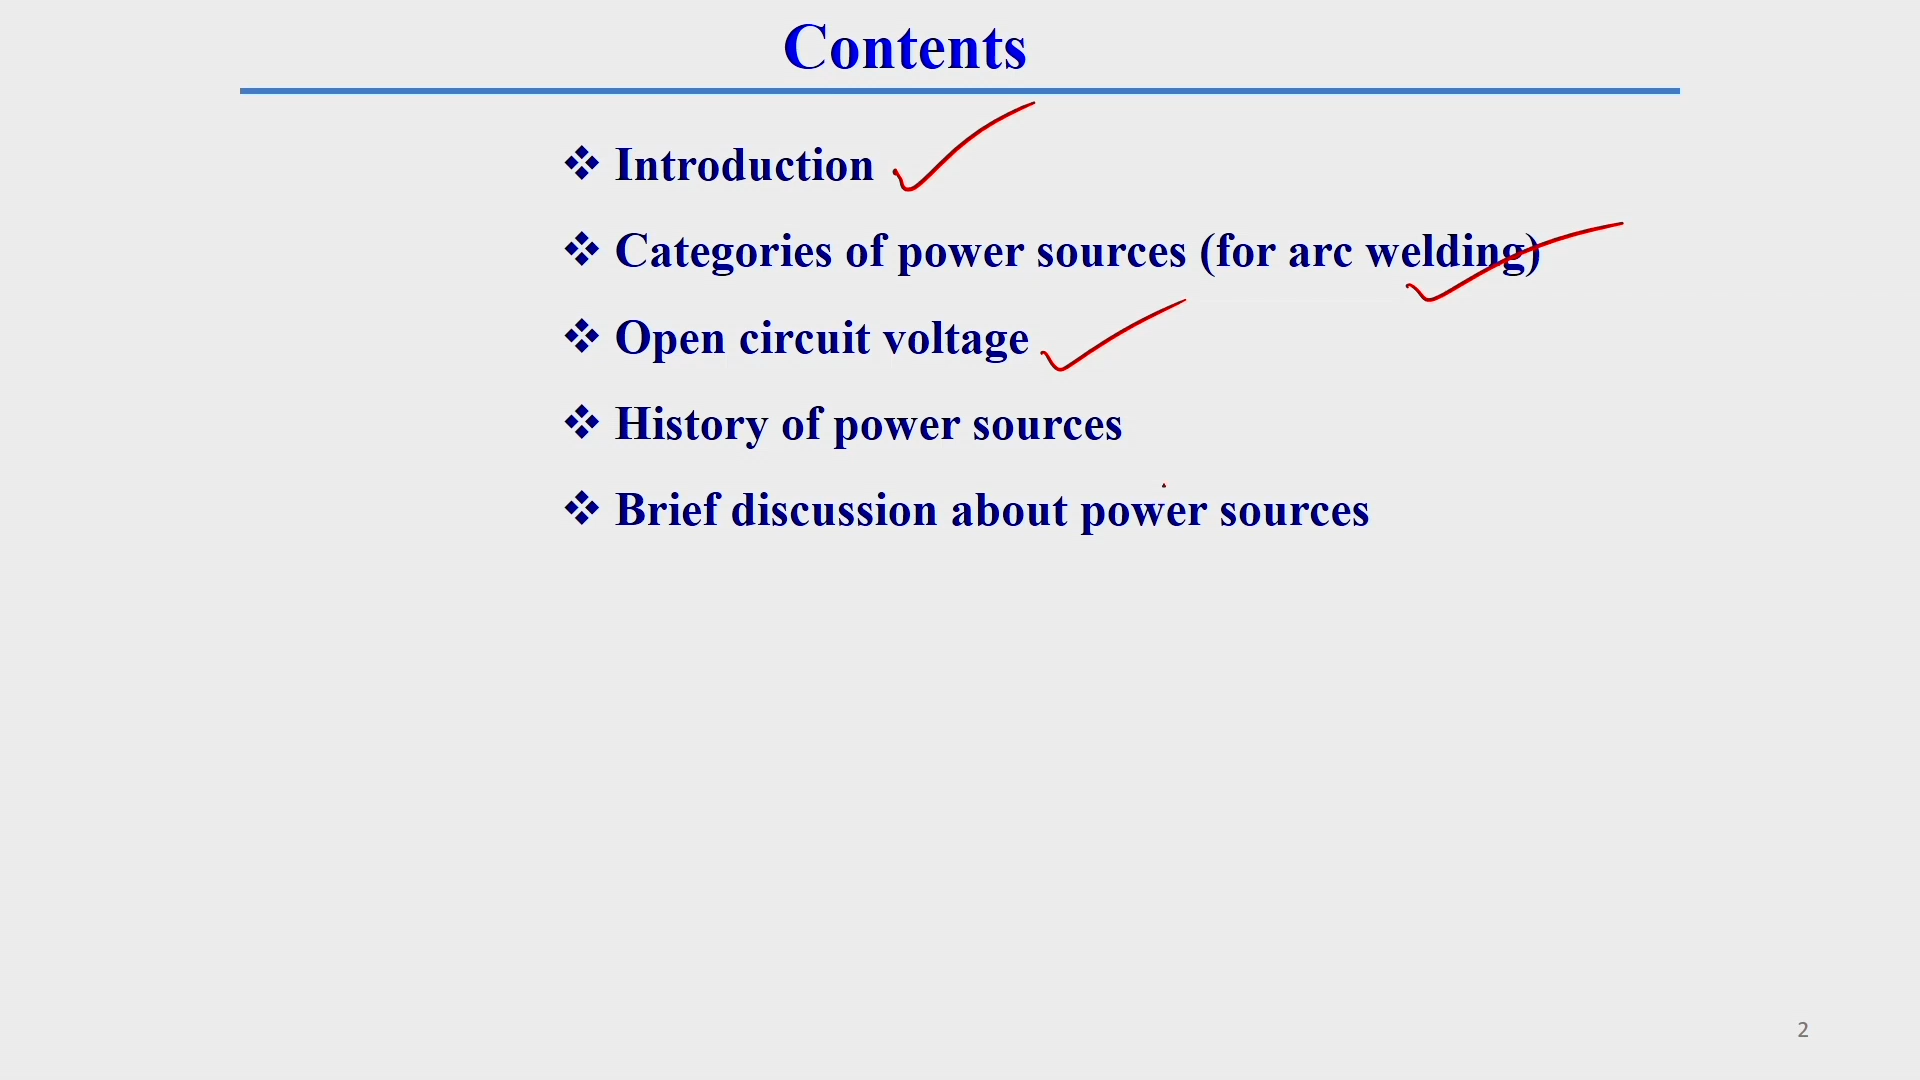 Contents
❖ Introduction
❖ Categories of power sources (for arc welding)
❖ Open circuit voltage
❖ History of power sources
❖ Brief discussion about power sources
2